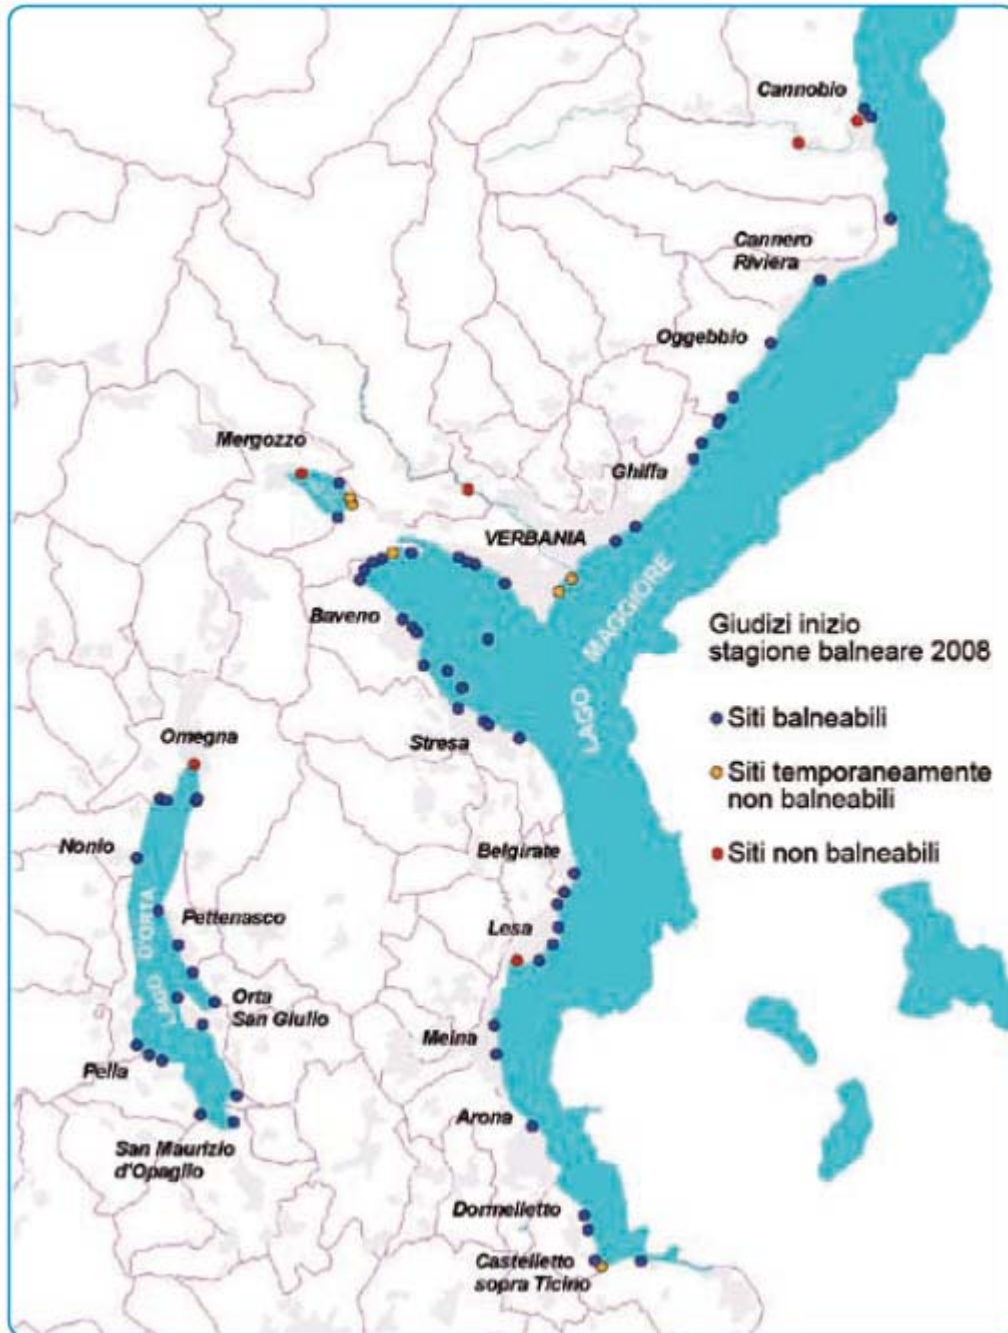 Cannobio
Cannero
Riviera
Oggebbio
Mergozzo
Ghiffa
VERBANIA
LAGO MAGGIORE
Baveno
Giudizi inizio
stagione balneare 2008
Siti balneabili
Siti temporaneamente
non balneabili
Siti non balneabili
Stresa
Omegna
Nonio
Belgirate
LAGO D'ORTA
Pettenasco
Lesa
Orta
San Giulio
Meina
Pella
Arona
San Maurizio
d'Opaglio
Dormelletto
Castelletto
sopra Ticino